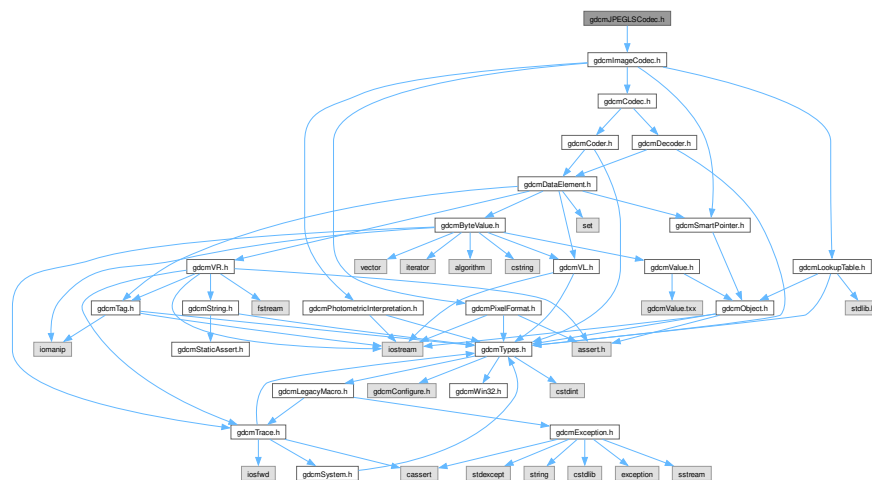 gdcmJPEGLSCodec.h
gdcmImageCodec.h
gdcmCodec.h
gdcmCoder.h
gdcmDecoder.h
gdcmDataElement.h
gdcmByteValue.h
set
gdcmSmartPointer.h
gdcmVR.h
vector
iterator
algorithm
cstring
gdcmVL.h
gdcmValue.h
gdcmLookupTable.h
gdcmTag.h
gdcmString.h
fstream
gdcmPhotometricInterpretation.h
gdcmPixelFormat.h
gdcmValue.txx
gdcmObject.h
stdlib.h
iomanip
gdcmStaticAssert.h
iostream
gdcmTypes.h
assert.h
gdcmLegacyMacro.h
gdcmConfigure.h
gdcmWin32.h
cstdint
gdcmTrace.h
gdcmException.h
iosfwd
gdcmSystem.h
cassert
stdexcept
string
cstdlib
exception
sstream